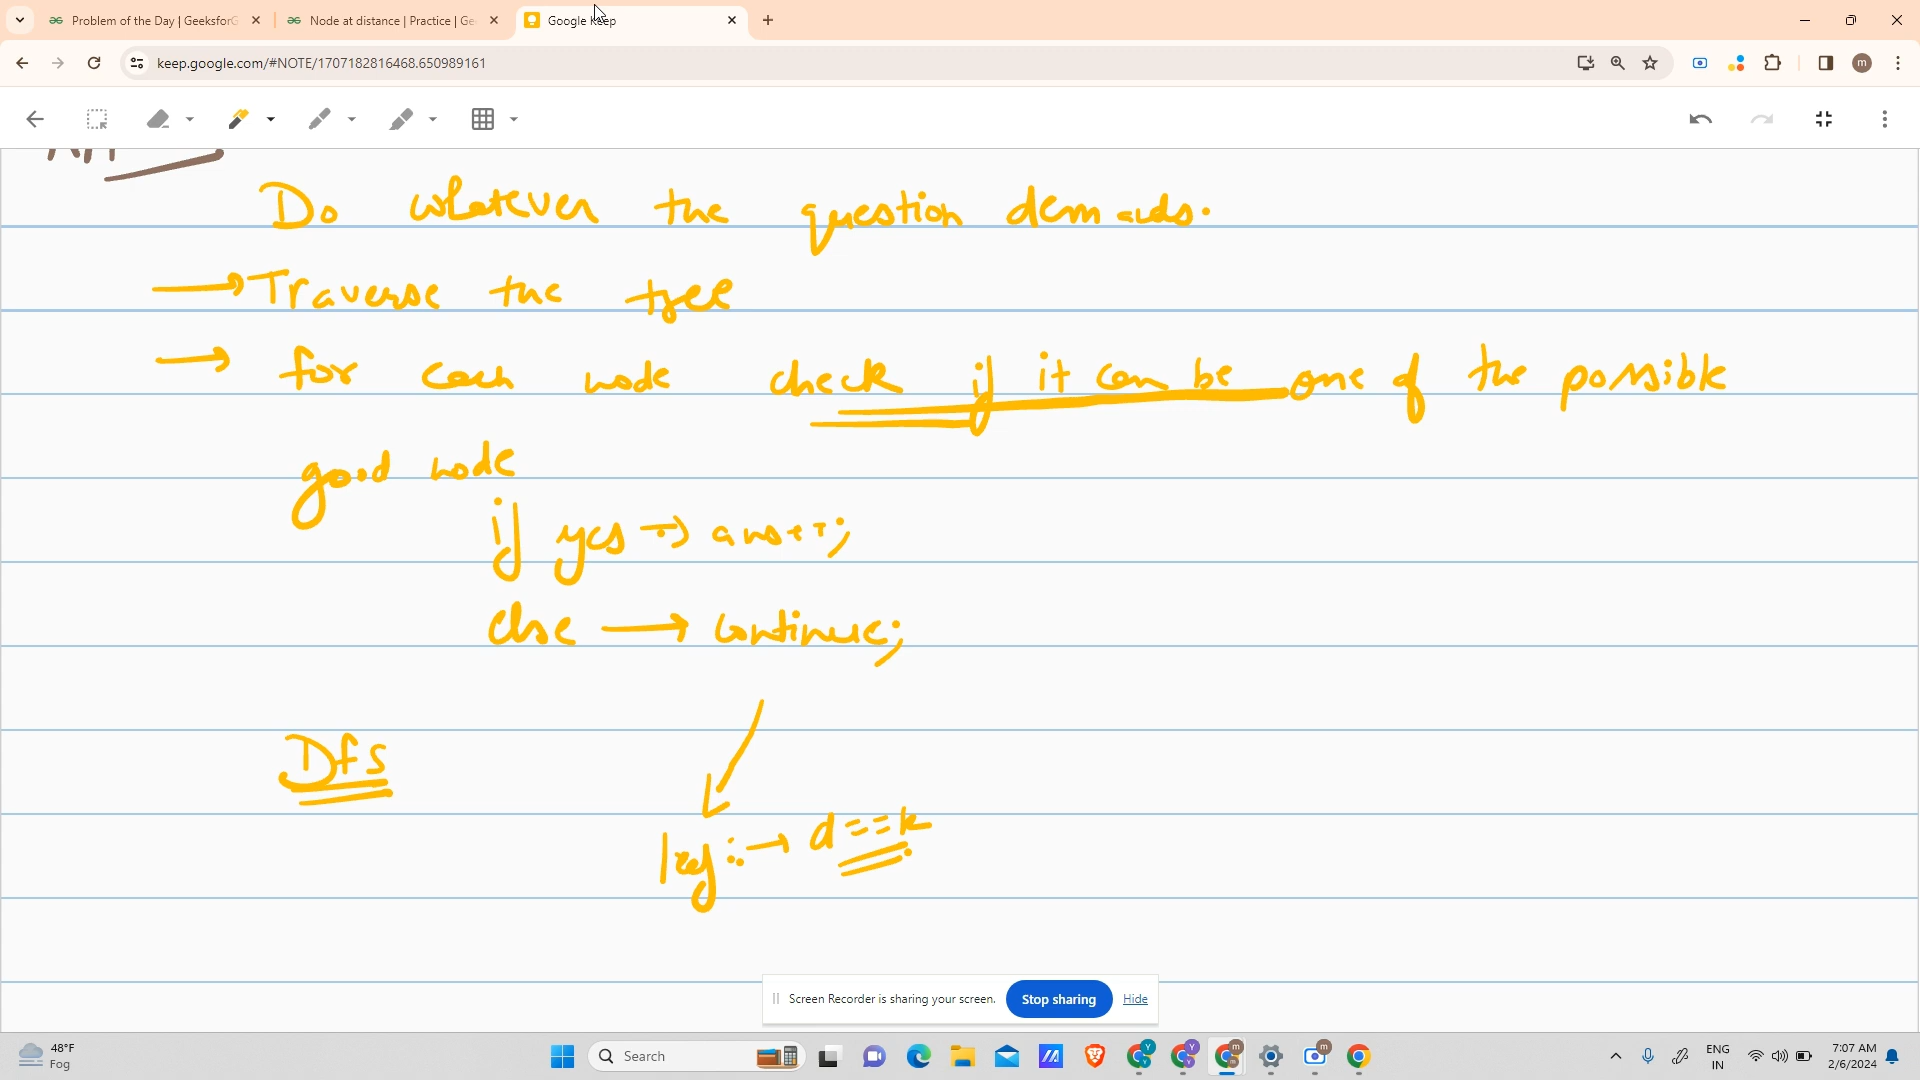 Problem of the Day | GeeksforG
Node at distance | Practice | Ge
Google Keep
keep.google.com/#NOTE/1707182816468.650989161
m
Do whatever the question demands.
→ Traverse the tree
→ for each node check if it can be one of the possible
good node
if yes → ans++;
else → continue;
Dfs
leaf → d==k
Screen Recorder is sharing your screen.
Stop sharing
Hide
48°F
Fog
Search
ENG
IN
7:07 AM
2/6/2024